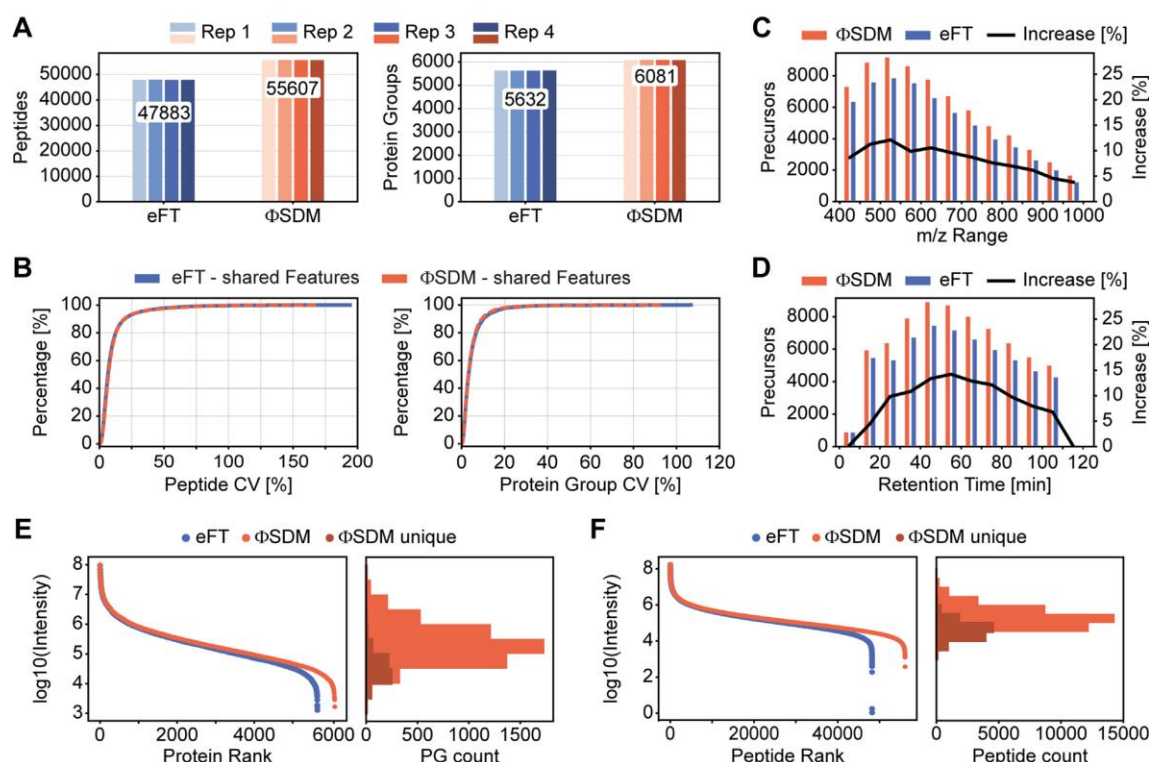 A
Rep 1 Rep 2 Rep 3 Rep 4
Peptides
50000
40000
30000
20000
10000
0
47883
55607
eFT ΦSDM
Protein Groups
6000
5000
4000
3000
2000
1000
0
5632
6081
eFT ΦSDM
B
eFT - shared Features ΦSDM - shared Features
Percentage [%]
100
80
60
40
20
0
0 50 100 150 200
Peptide CV [%]
Percentage [%]
100
80
60
40
20
0
0 20 40 60 80 100 120
Protein Group CV [%]
C
ΦSDM eFT Increase [%]
Precursors
8000
6000
4000
2000
0
25
20
15
10
5
0
Increase [%]
400 500 600 700 800 900 1000
m/z Range
D
ΦSDM eFT Increase [%]
Precursors
8000
6000
4000
2000
0
25
20
15
10
5
0
Increase [%]
0 20 40 60 80 100 120
Retention Time [min]
E
eFT ΦSDM ΦSDM unique
log10(Intensity)
8
7
6
5
4
3
0 2000 4000 6000
Protein Rank
0 500 1000 1500
PG count
F
eFT ΦSDM ΦSDM unique
log10(Intensity)
8
6
4
2
0
0 20000 40000
Peptide Rank
0 5000 10000 15000
Peptide count